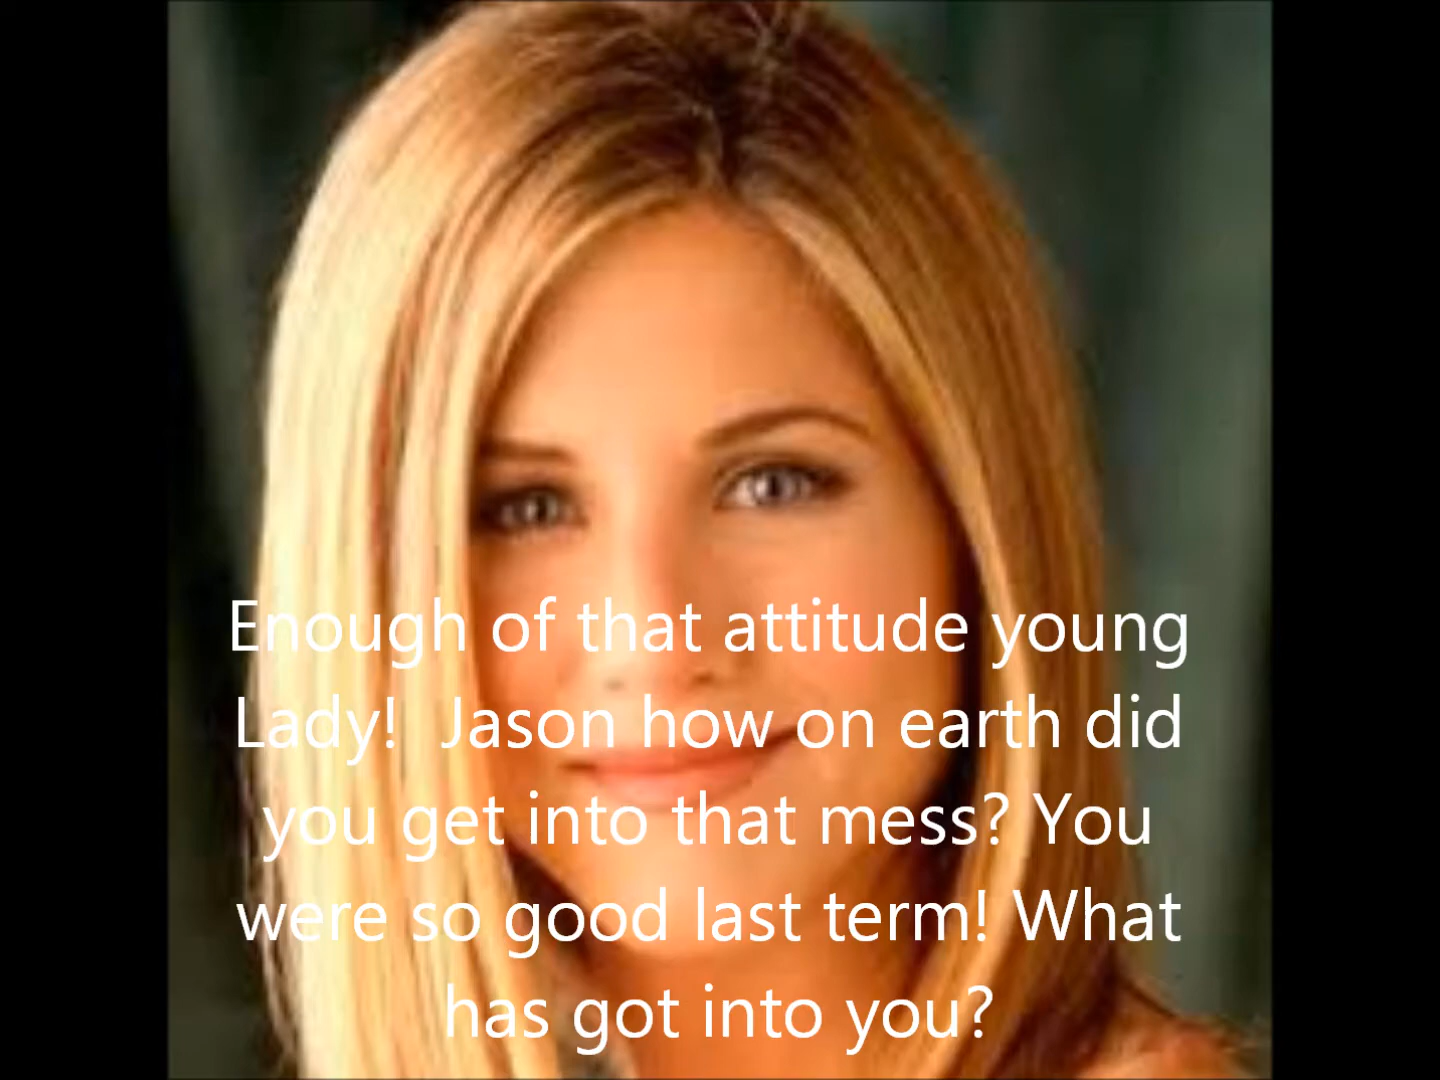 Enough of that attitude young
Lady!  Jason how on earth did
you get into that mess? You
were so good last term! What
has got into you?